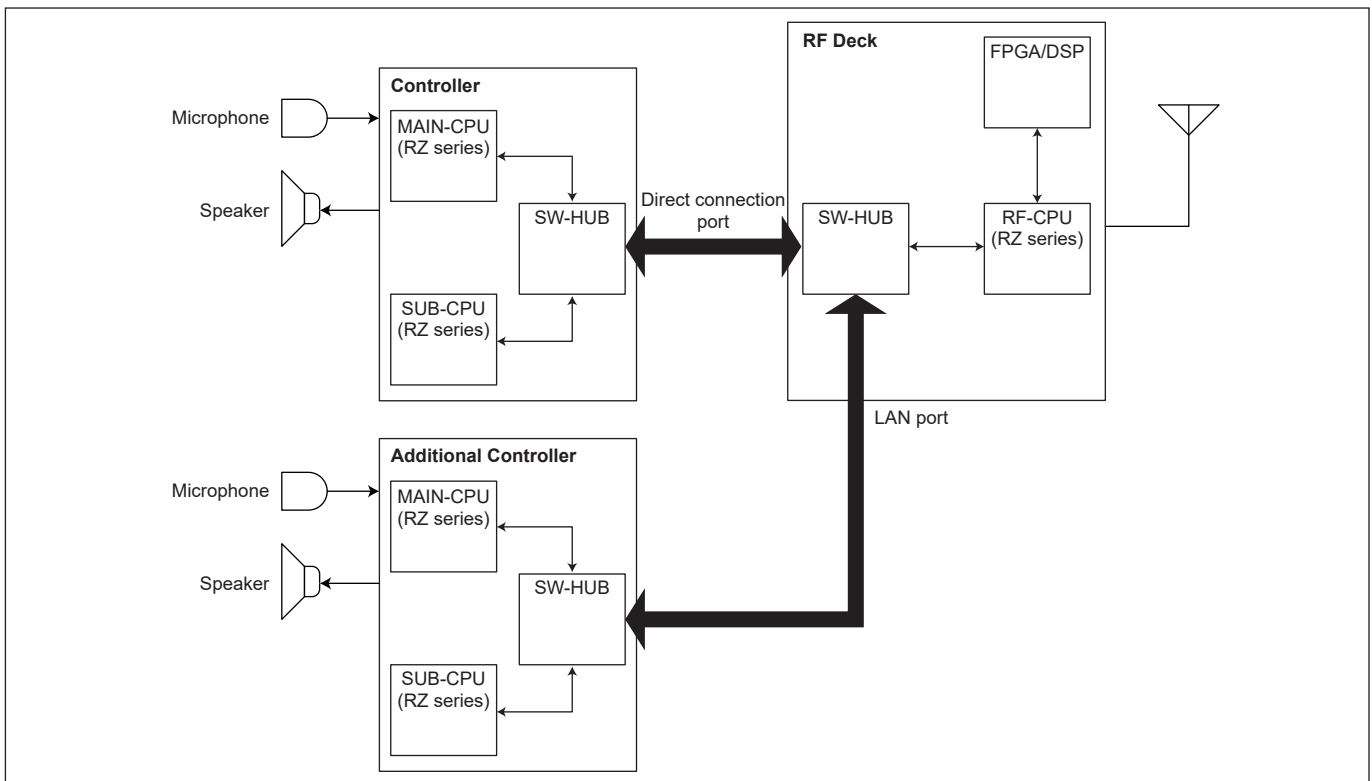 RF Deck
FPGA/DSP
Controller
Microphone
MAIN-CPU
(RZ series)
Speaker
Direct connection
port
SW-HUB
SW-HUB
RF-CPU
(RZ series)
SUB-CPU
(RZ series)
LAN port
Additional Controller
Microphone
MAIN-CPU
(RZ series)
Speaker
SW-HUB
SUB-CPU
(RZ series)